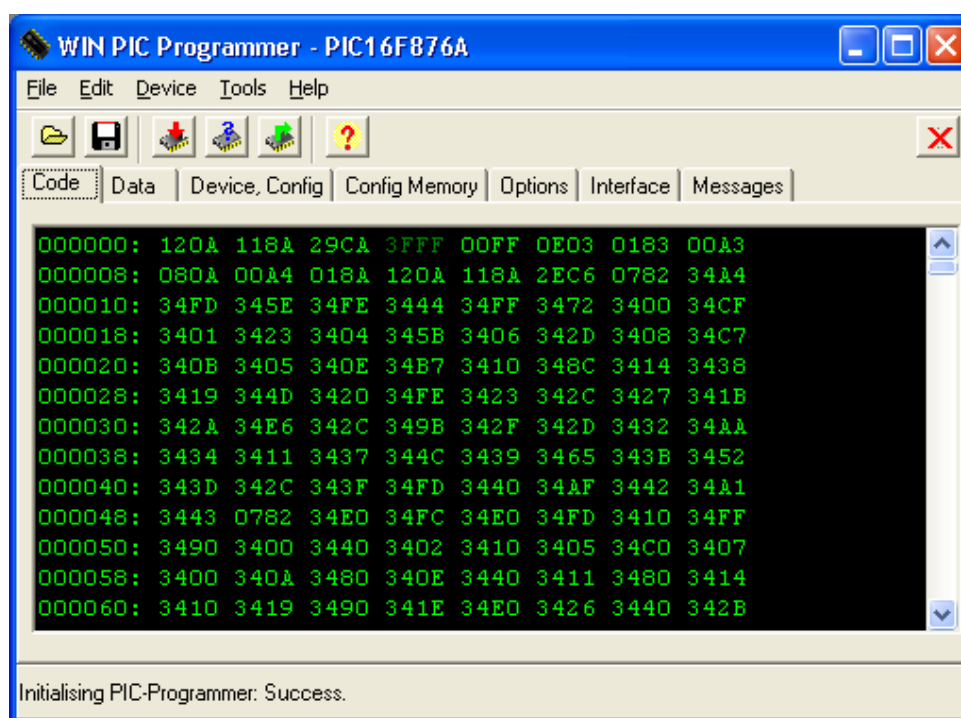 WIN PIC Programmer - PIC16F876A
File Edit Device Tools Help
Code Data Device, Config Config Memory Options Interface Messages
000000: 120A 118A 29CA 3FFF 00FF 0E03 0183 00A3
000008: 080A 00A4 018A 120A 118A 2EC6 0782 34A4
000010: 34FD 345E 34FE 3444 34FF 3472 3400 34CF
000018: 3401 3423 3404 345B 3406 342D 3408 34C7
000020: 340B 3405 340E 34B7 3410 348C 3414 3438
000028: 3419 344D 3420 34FE 3423 342C 3427 341B
000030: 342A 34E6 342C 349B 342F 342D 3432 34AA
000038: 3434 3411 3437 344C 3439 3465 343B 3452
000040: 343D 342C 343F 34FD 3440 34AF 3442 34A1
000048: 3443 0782 34E0 34FC 34E0 34FD 3410 34FF
000050: 3490 3400 3440 3402 3410 3405 34C0 3407
000058: 3400 340A 3480 340E 3440 3411 3480 3414
000060: 3410 3419 3490 341E 34E0 3426 3440 342B
Initialising PIC-Programmer: Success.